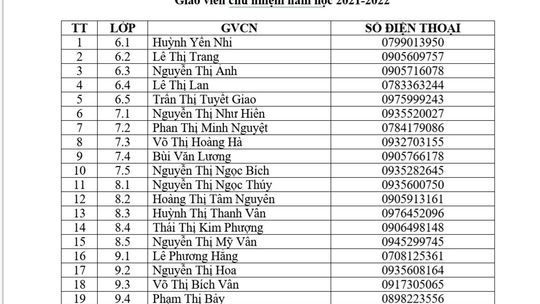 Giáo viên chủ nhiệm năm học 2021-2022
TT LỚP GVCN SỐ ĐIỆN THOẠI
1 6.1 Huỳnh Yên Nhi 0799013950
2 6.2 Lê Thị Trang 0905609757
3 6.3 Nguyễn Thị Anh 0905716078
4 6.4 Lê Thị Lan 0783363244
5 6.5 Trần Thị Tuyết Giao 0975999243
6 7.1 Nguyễn Thị Như Hiền 0935520027
7 7.2 Phan Thị Minh Nguyệt 0784179086
8 7.3 Võ Thị Hoàng Hà 0932703155
9 7.4 Bùi Văn Lương 0905766178
10 7.5 Nguyễn Thị Ngọc Bích 0935282645
11 8.1 Nguyễn Thị Ngọc Thúy 0935600750
12 8.2 Hoàng Thị Tâm Nguyên 0905913161
13 8.3 Huỳnh Thị Thanh Vân 0976452096
14 8.4 Thái Thị Kim Phượng 0906498148
15 8.5 Nguyễn Thị Mỹ Vân 0945299745
16 9.1 Lê Phương Hằng 0708125361
17 9.2 Nguyễn Thị Hoa 0935608164
18 9.3 Võ Thị Bích Vân 0917305065
19 9.4 Phạm Thị Bảy 0898223556